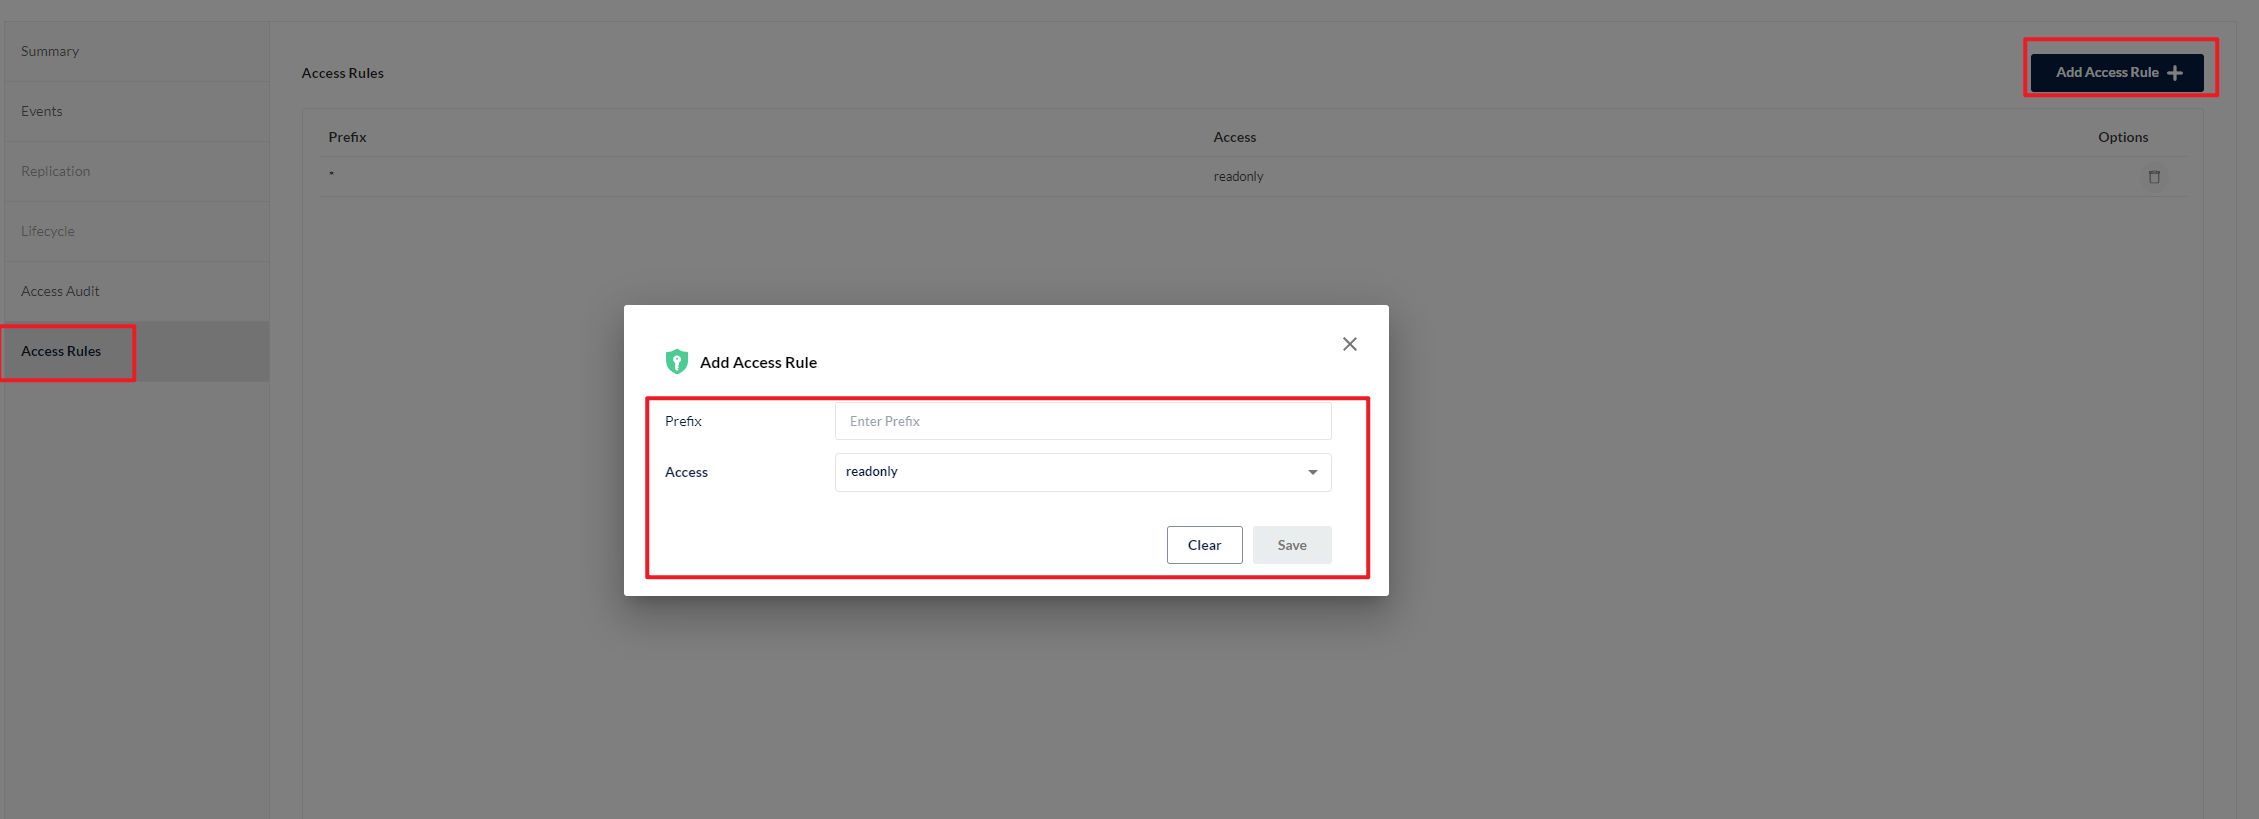 Summary
Events
Replication
Lifecycle
Access Audit
Access Rules
Access Rules
Add Access Rule +
Prefix Access Options
* readonly
Add Access Rule
Prefix Enter Prefix
Access readonly
Clear Save